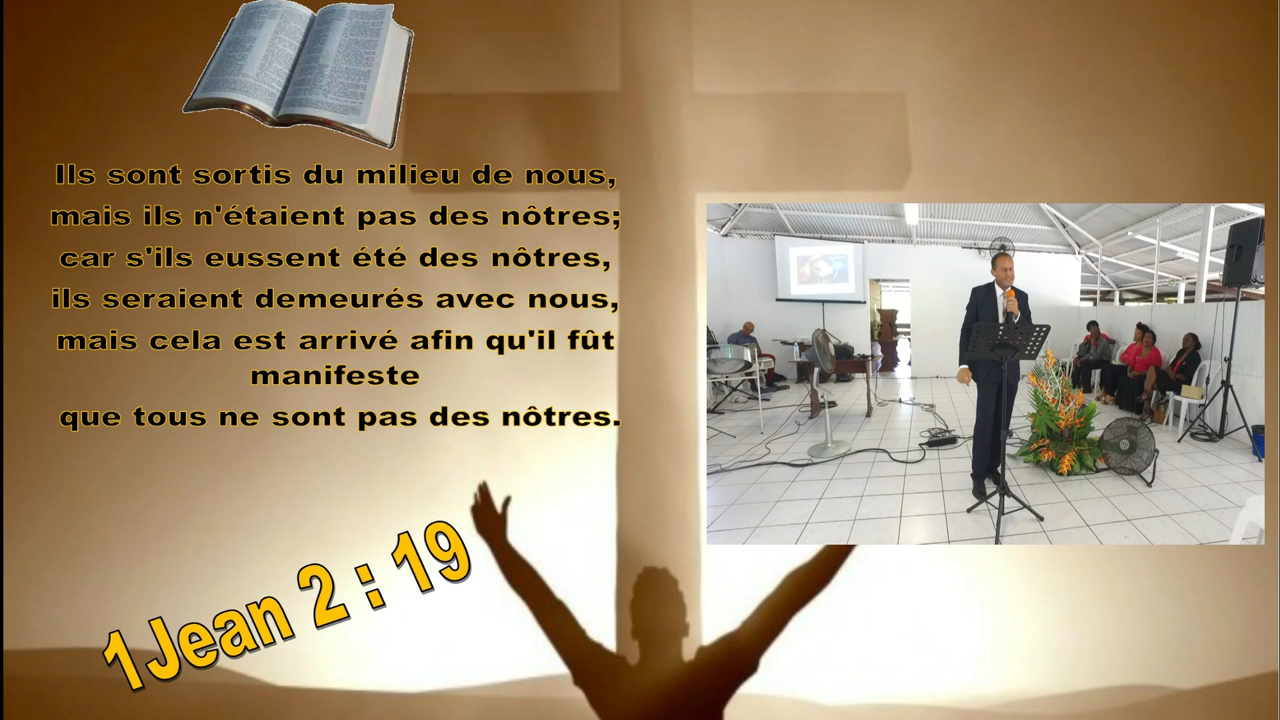 Ils sont sortis du milieu de nous,
mais ils n'étaient pas des nôtres;
car s'ils eussent été des nôtres,
ils seraient demeurés avec nous,
mais cela est arrivé afin qu'il fût
manifeste
que tous ne sont pas des nôtres.
1Jean 2 : 19